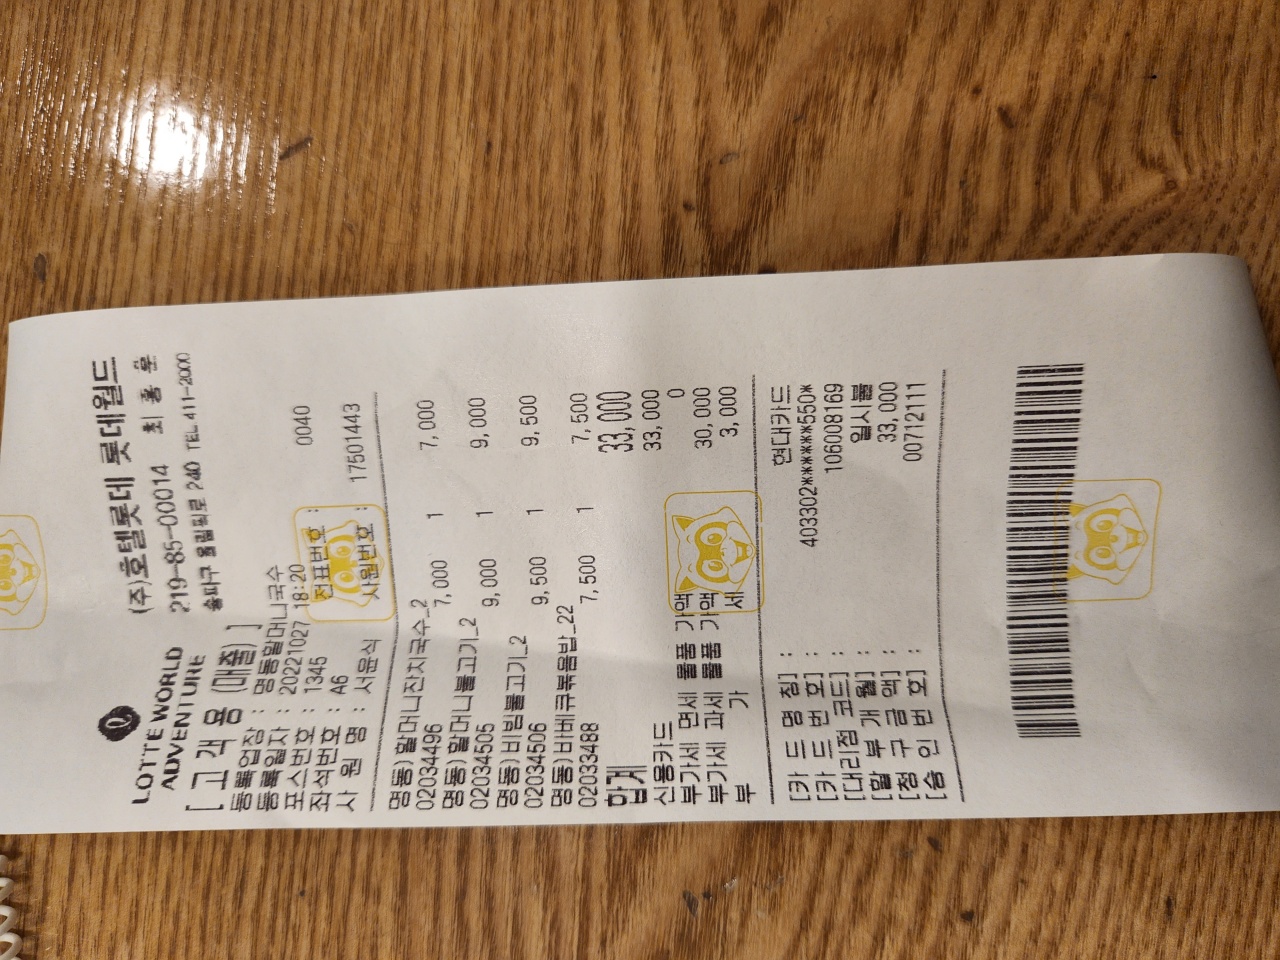 (주)호텔롯데 롯데월드
LOTTE WORLD ADVENTURE
219-85-00014 최 홍 훈
송파구 올림픽로 240 TEL 411-2000
[ 고 객 용 (매출) ]
등록업장 : 명동할머니국수
등록일자 : 20221027 18:20
포스번호 : 1345 전표번호 : 0040
좌석번호 : A6
사 원 명 : 서윤식 사원번호 : 17501443
명동)할머니잔치국수_2
02034496 7,000 1 7,000
명동)할머니불고기_2
02034505 9,000 1 9,000
명동)비빔불고기_2
02034506 9,500 1 9,500
명동)바베큐볶음밥_22
02033488 7,500 1 7,500
합계 33,000
신용카드 33,000
부가세 면세 물품 가액 0
부가세 과세 물품 가액 30,000
부 가 세 3,000
[카 드 명 칭] : 현대카드
[카 드 번 호] : 403302******550*
[대리점 코드] : 106008169
[할 부 개 월] : 일시불
[청 구 금 액] : 33,000
[승 인 번 호] : 00712111